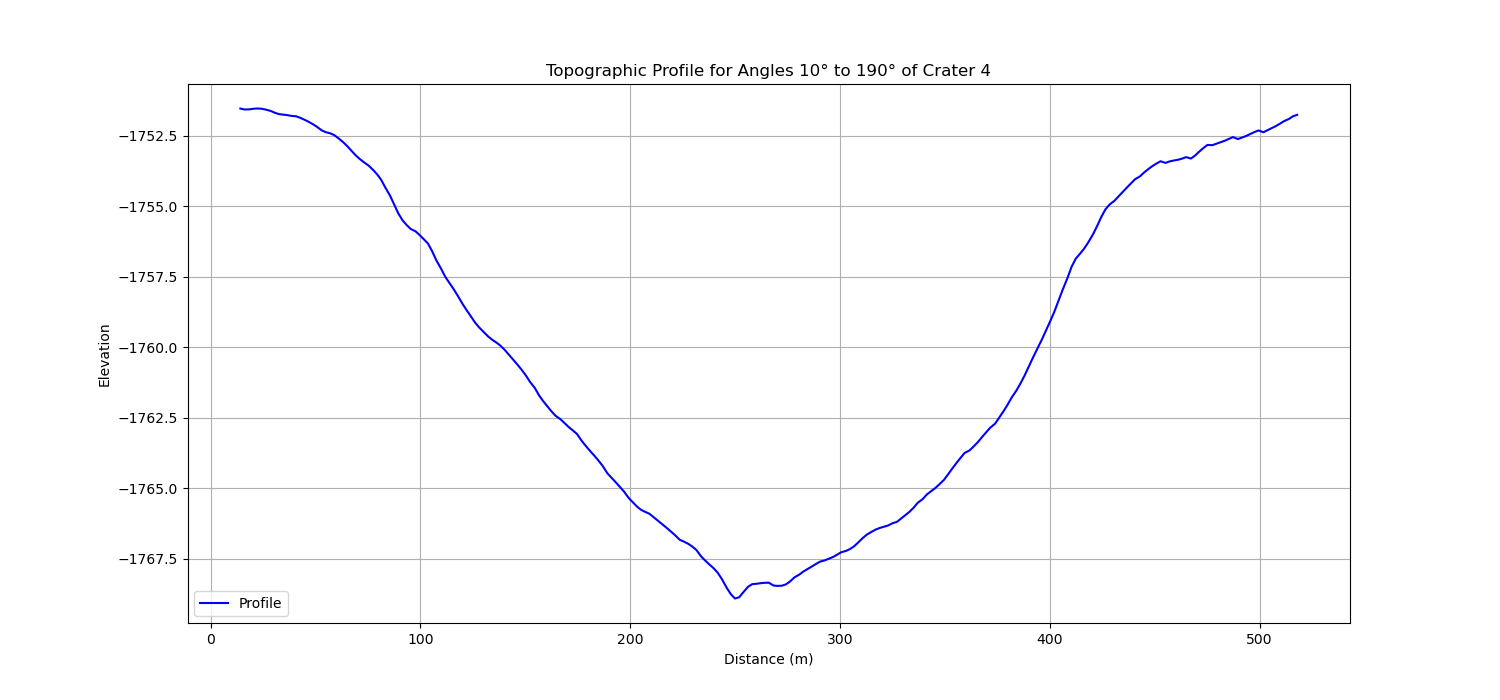 Topographic Profile for Angles 10° to 190° of Crater 4
−1752.5
−1755.0
−1757.5
−1760.0
−1762.5
−1765.0
−1767.5
Elevation
Profile
0 100 200 300 400 500
Distance (m)